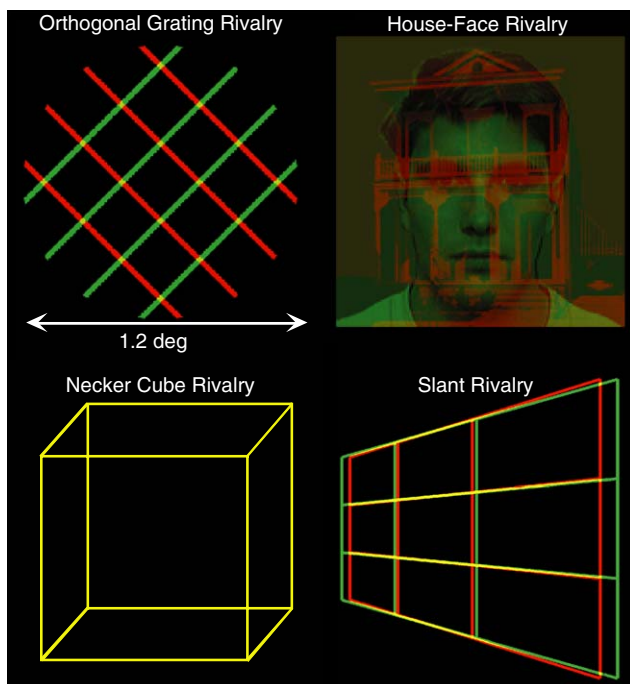 Orthogonal Grating Rivalry
House-Face Rivalry
1.2 deg
Necker Cube Rivalry
Slant Rivalry